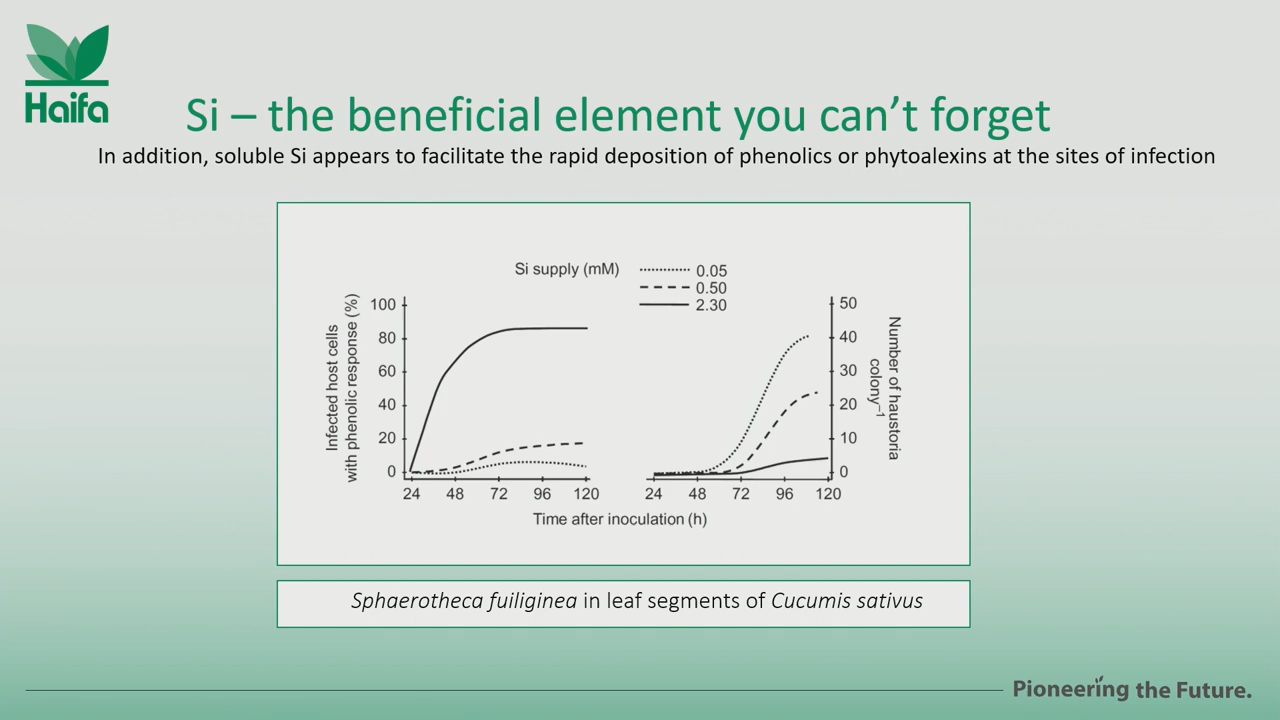 Haifa
Si – the beneficial element you can't forget
In addition, soluble Si appears to facilitate the rapid deposition of phenolics or phytoalexins at the sites of infection
Si supply (mM)
0.05
0.50
2.30
Infected host cells
with phenolic response (%)
100
80
60
40
20
0
24 48 72 96 120
50
40
30
20
10
0
Number of haustoria
colony⁻¹
24 48 72 96 120
Time after inoculation (h)
Sphaerotheca fuiliginea in leaf segments of Cucumis sativus
Pioneering the Future.